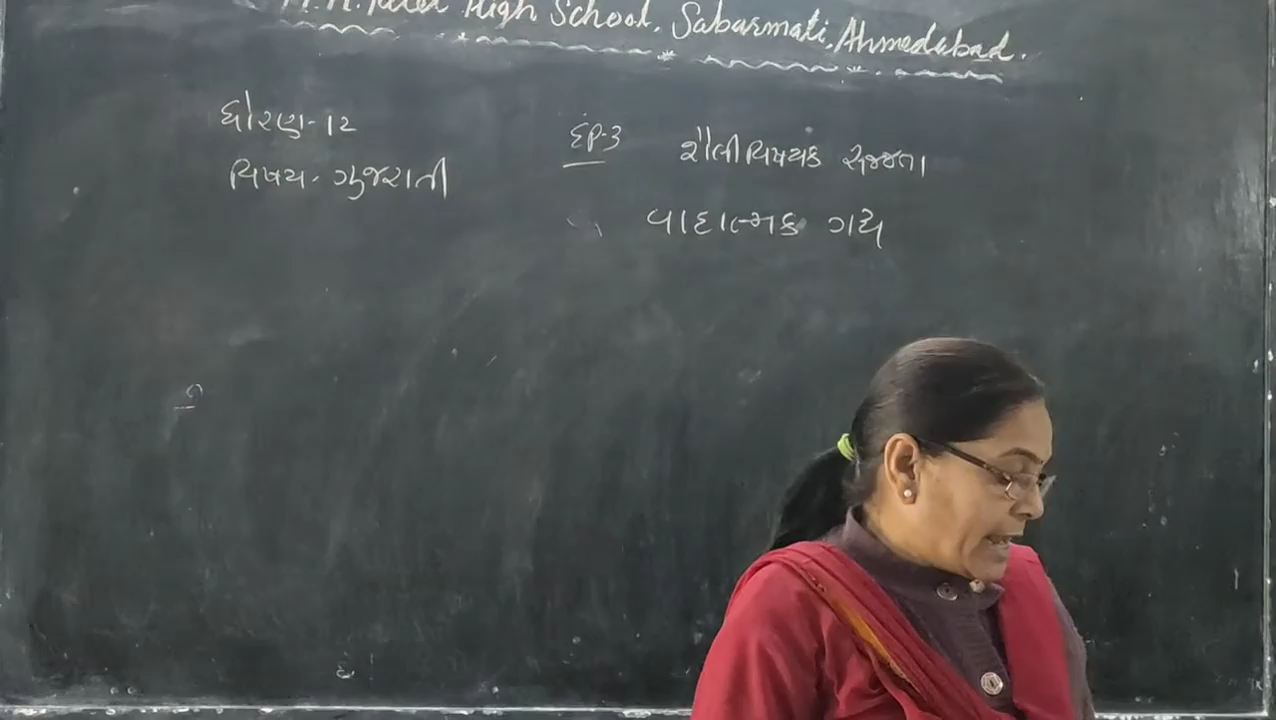 High School, Sabarmati, Ahmedabad.
ધોરણ-12
વિષય- ગુજરાતી
EP-3 શૈલીવિષયક સજ્જતા
પાદાત્મક ગદ્ય